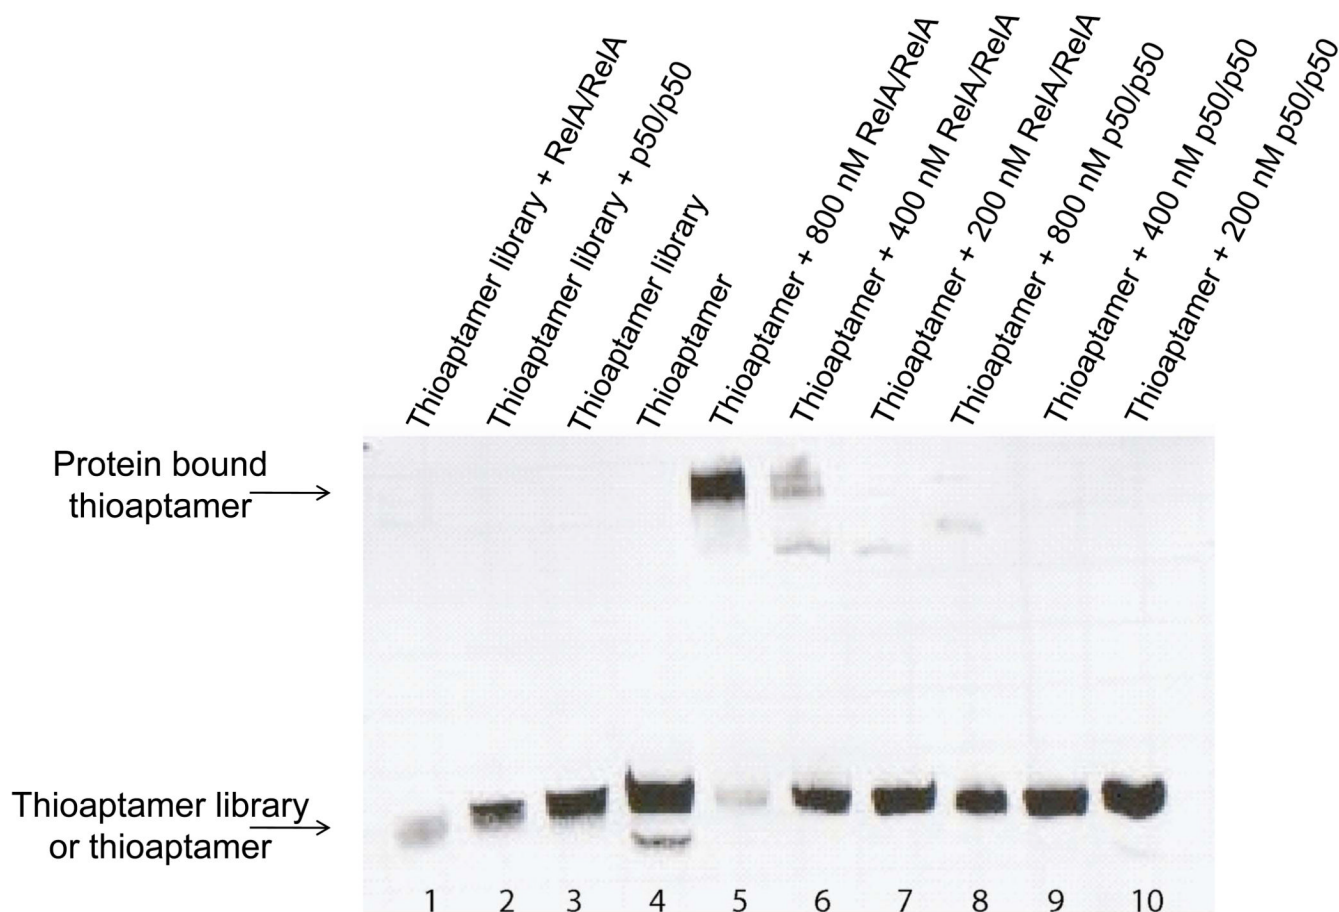 Thioaptamer library + RelA/RelA
Thioaptamer library + p50/p50
Thioaptamer library
Thioaptamer
Thioaptamer + 800 nM RelA/RelA
Thioaptamer + 400 nM RelA/RelA
Thioaptamer + 200 nM RelA/RelA
Thioaptamer + 800 nM p50/p50
Thioaptamer + 400 nM p50/p50
Thioaptamer + 200 nM p50/p50
Protein bound
thioaptamer
Thioaptamer library
or thioaptamer
1 2 3 4 5 6 7 8 9 10